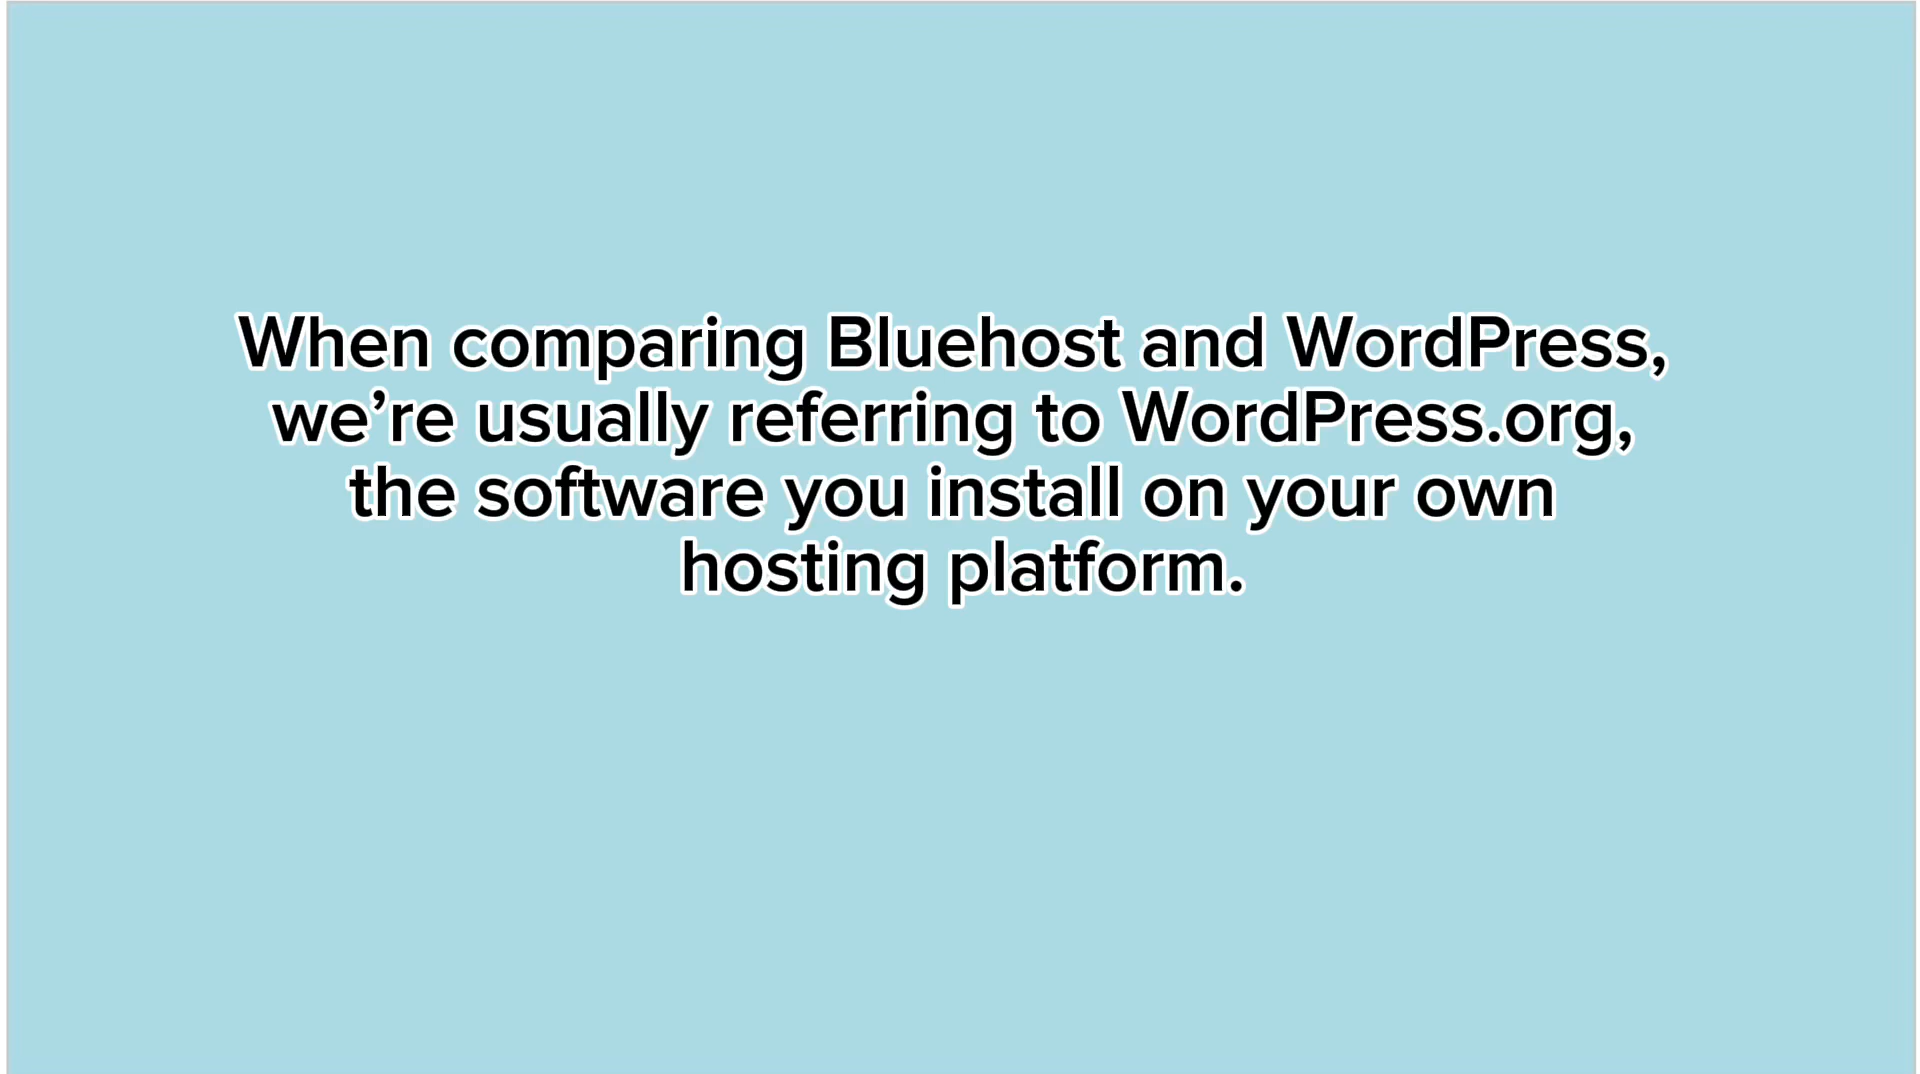 When comparing Bluehost and WordPress,
we’re usually referring to WordPress.org,
the software you install on your own
hosting platform.